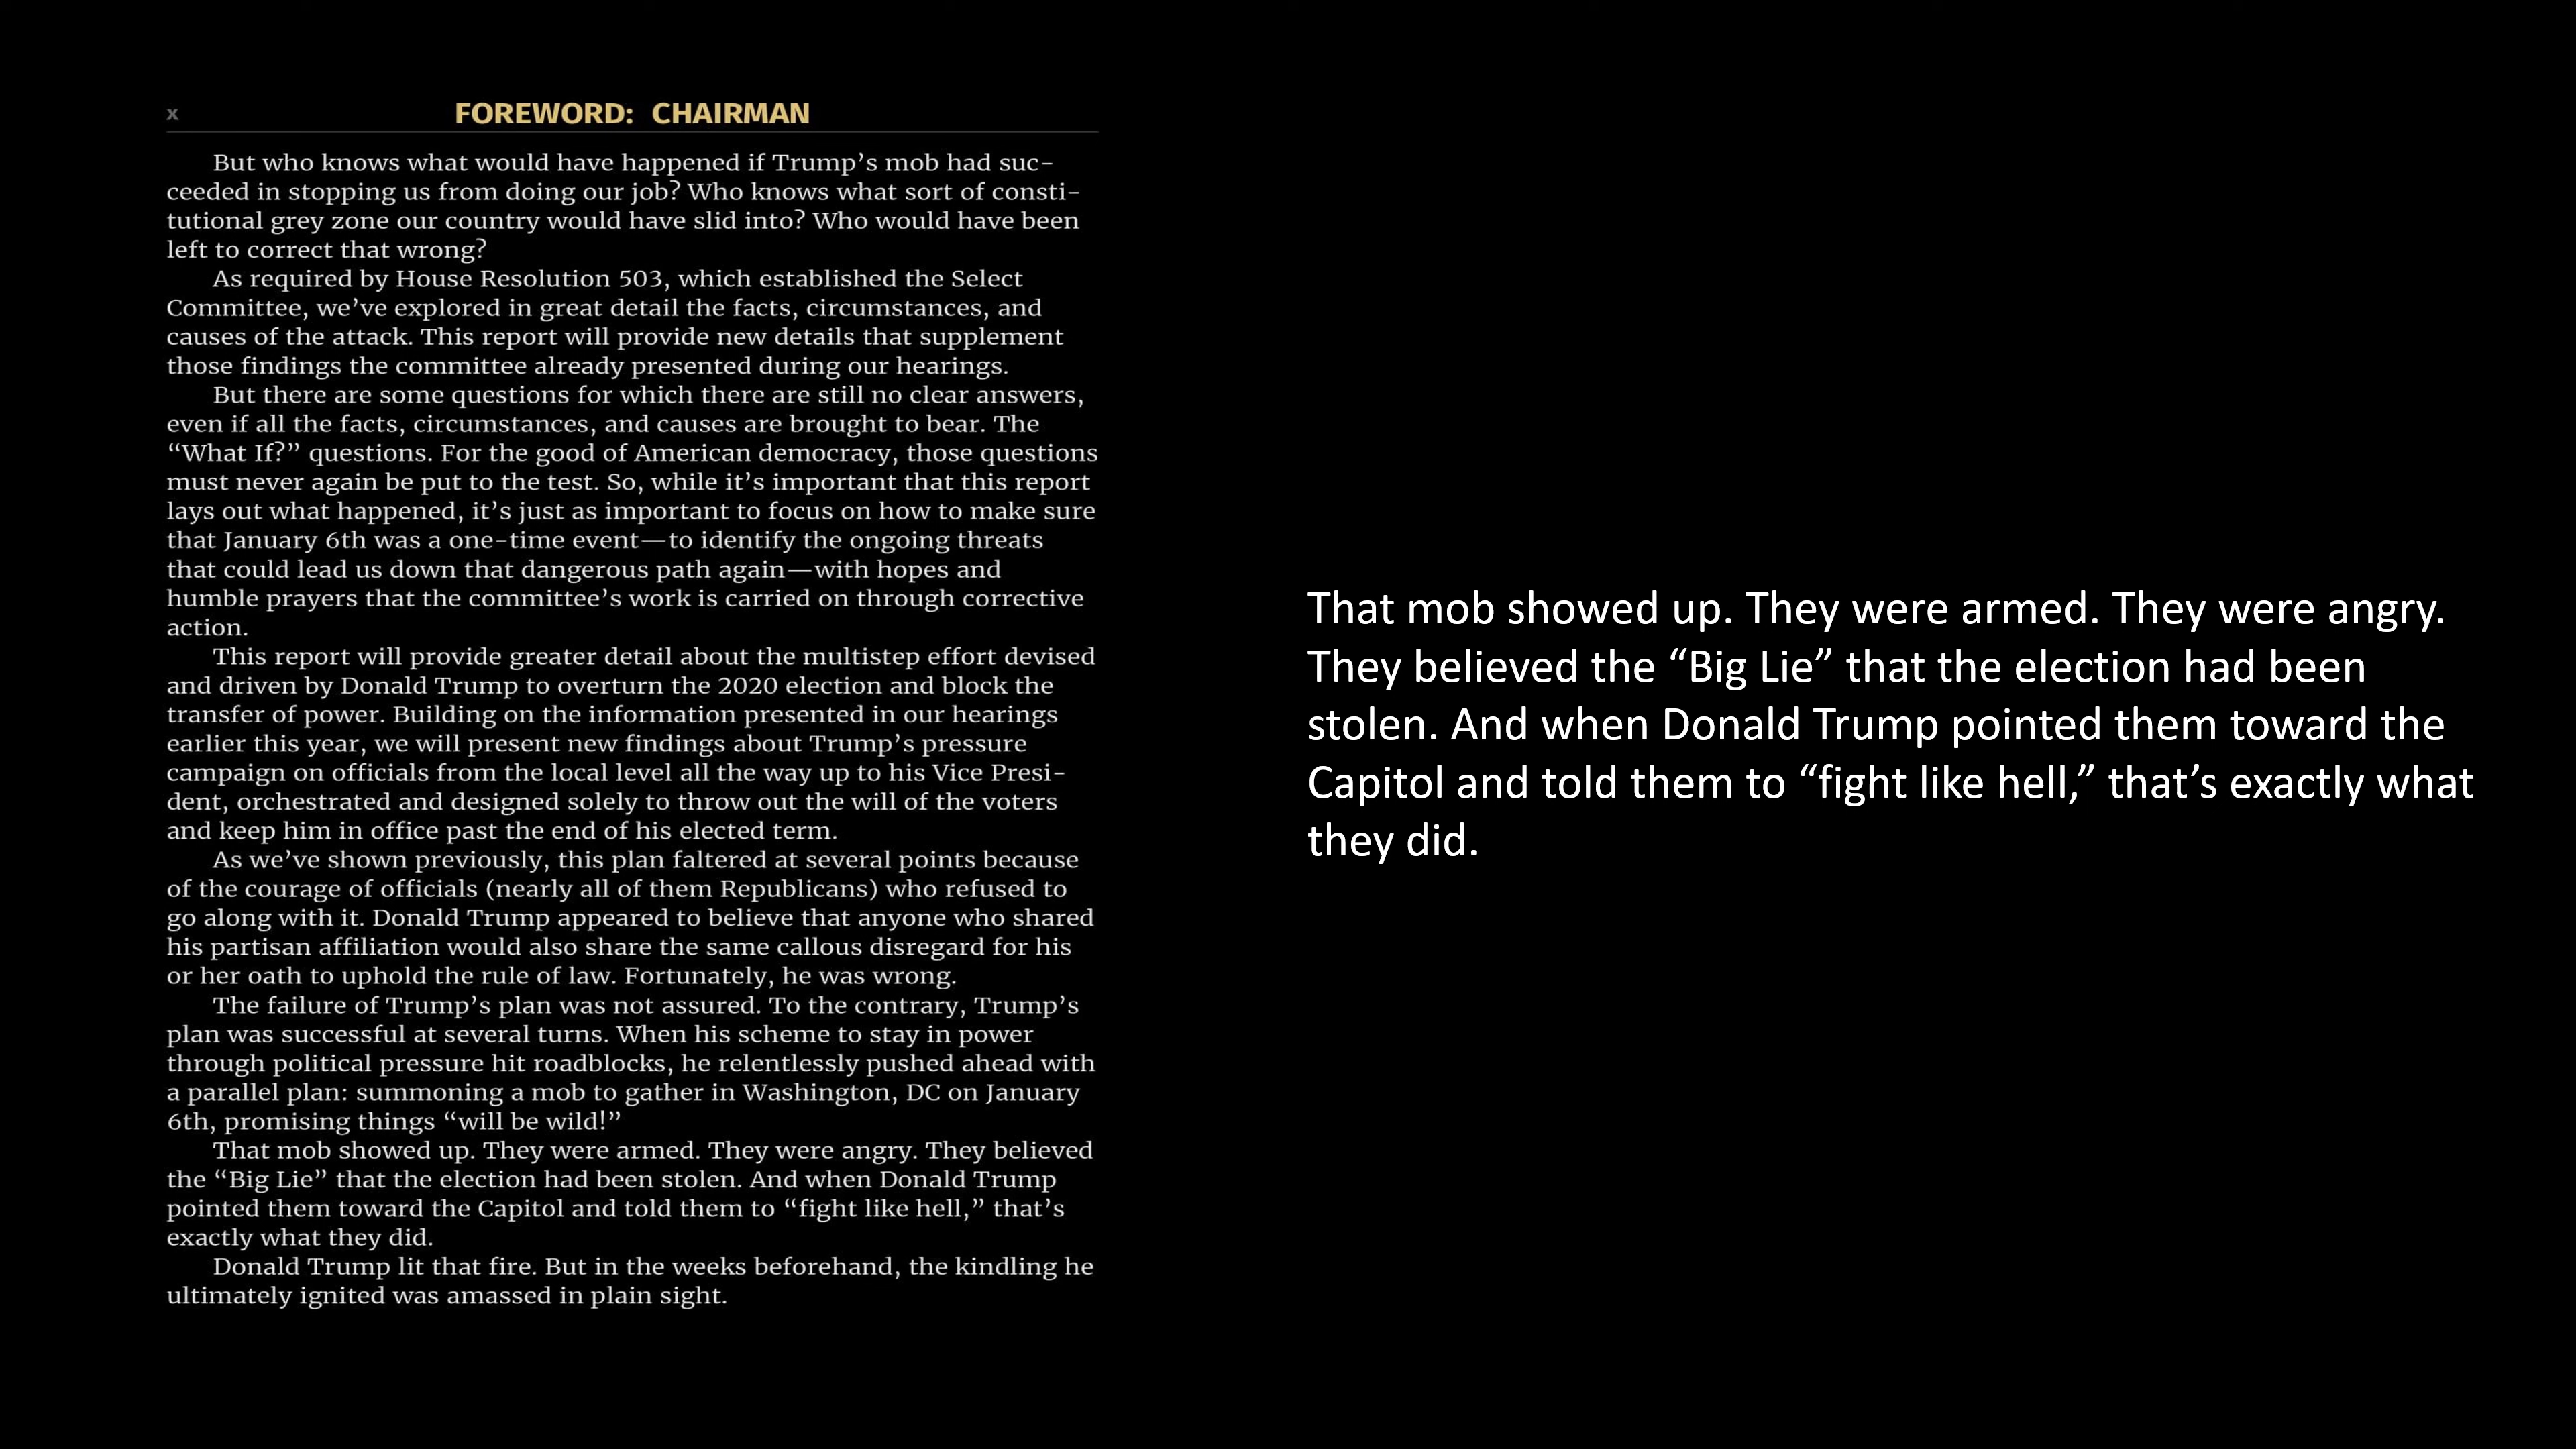 x
FOREWORD: CHAIRMAN
But who knows what would have happened if Trump’s mob had suc-
ceeded in stopping us from doing our job? Who knows what sort of consti-
tutional grey zone our country would have slid into? Who would have been
left to correct that wrong?
As required by House Resolution 503, which established the Select
Committee, we’ve explored in great detail the facts, circumstances, and
causes of the attack. This report will provide new details that supplement
those findings the committee already presented during our hearings.
But there are some questions for which there are still no clear answers,
even if all the facts, circumstances, and causes are brought to bear. The
“What If?” questions. For the good of American democracy, those questions
must never again be put to the test. So, while it’s important that this report
lays out what happened, it’s just as important to focus on how to make sure
that January 6th was a one-time event—to identify the ongoing threats
that could lead us down that dangerous path again—with hopes and
humble prayers that the committee’s work is carried on through corrective
action.
This report will provide greater detail about the multistep effort devised
and driven by Donald Trump to overturn the 2020 election and block the
transfer of power. Building on the information presented in our hearings
earlier this year, we will present new findings about Trump’s pressure
campaign on officials from the local level all the way up to his Vice Presi-
dent, orchestrated and designed solely to throw out the will of the voters
and keep him in office past the end of his elected term.
As we’ve shown previously, this plan faltered at several points because
of the courage of officials (nearly all of them Republicans) who refused to
go along with it. Donald Trump appeared to believe that anyone who shared
his partisan affiliation would also share the same callous disregard for his
or her oath to uphold the rule of law. Fortunately, he was wrong.
The failure of Trump’s plan was not assured. To the contrary, Trump’s
plan was successful at several turns. When his scheme to stay in power
through political pressure hit roadblocks, he relentlessly pushed ahead with
a parallel plan: summoning a mob to gather in Washington, DC on January
6th, promising things “will be wild!”
That mob showed up. They were armed. They were angry. They believed
the “Big Lie” that the election had been stolen. And when Donald Trump
pointed them toward the Capitol and told them to “fight like hell,” that’s
exactly what they did.
Donald Trump lit that fire. But in the weeks beforehand, the kindling he
ultimately ignited was amassed in plain sight.
That mob showed up. They were armed. They were angry.
They believed the “Big Lie” that the election had been
stolen. And when Donald Trump pointed them toward the
Capitol and told them to “fight like hell,” that’s exactly what
they did.